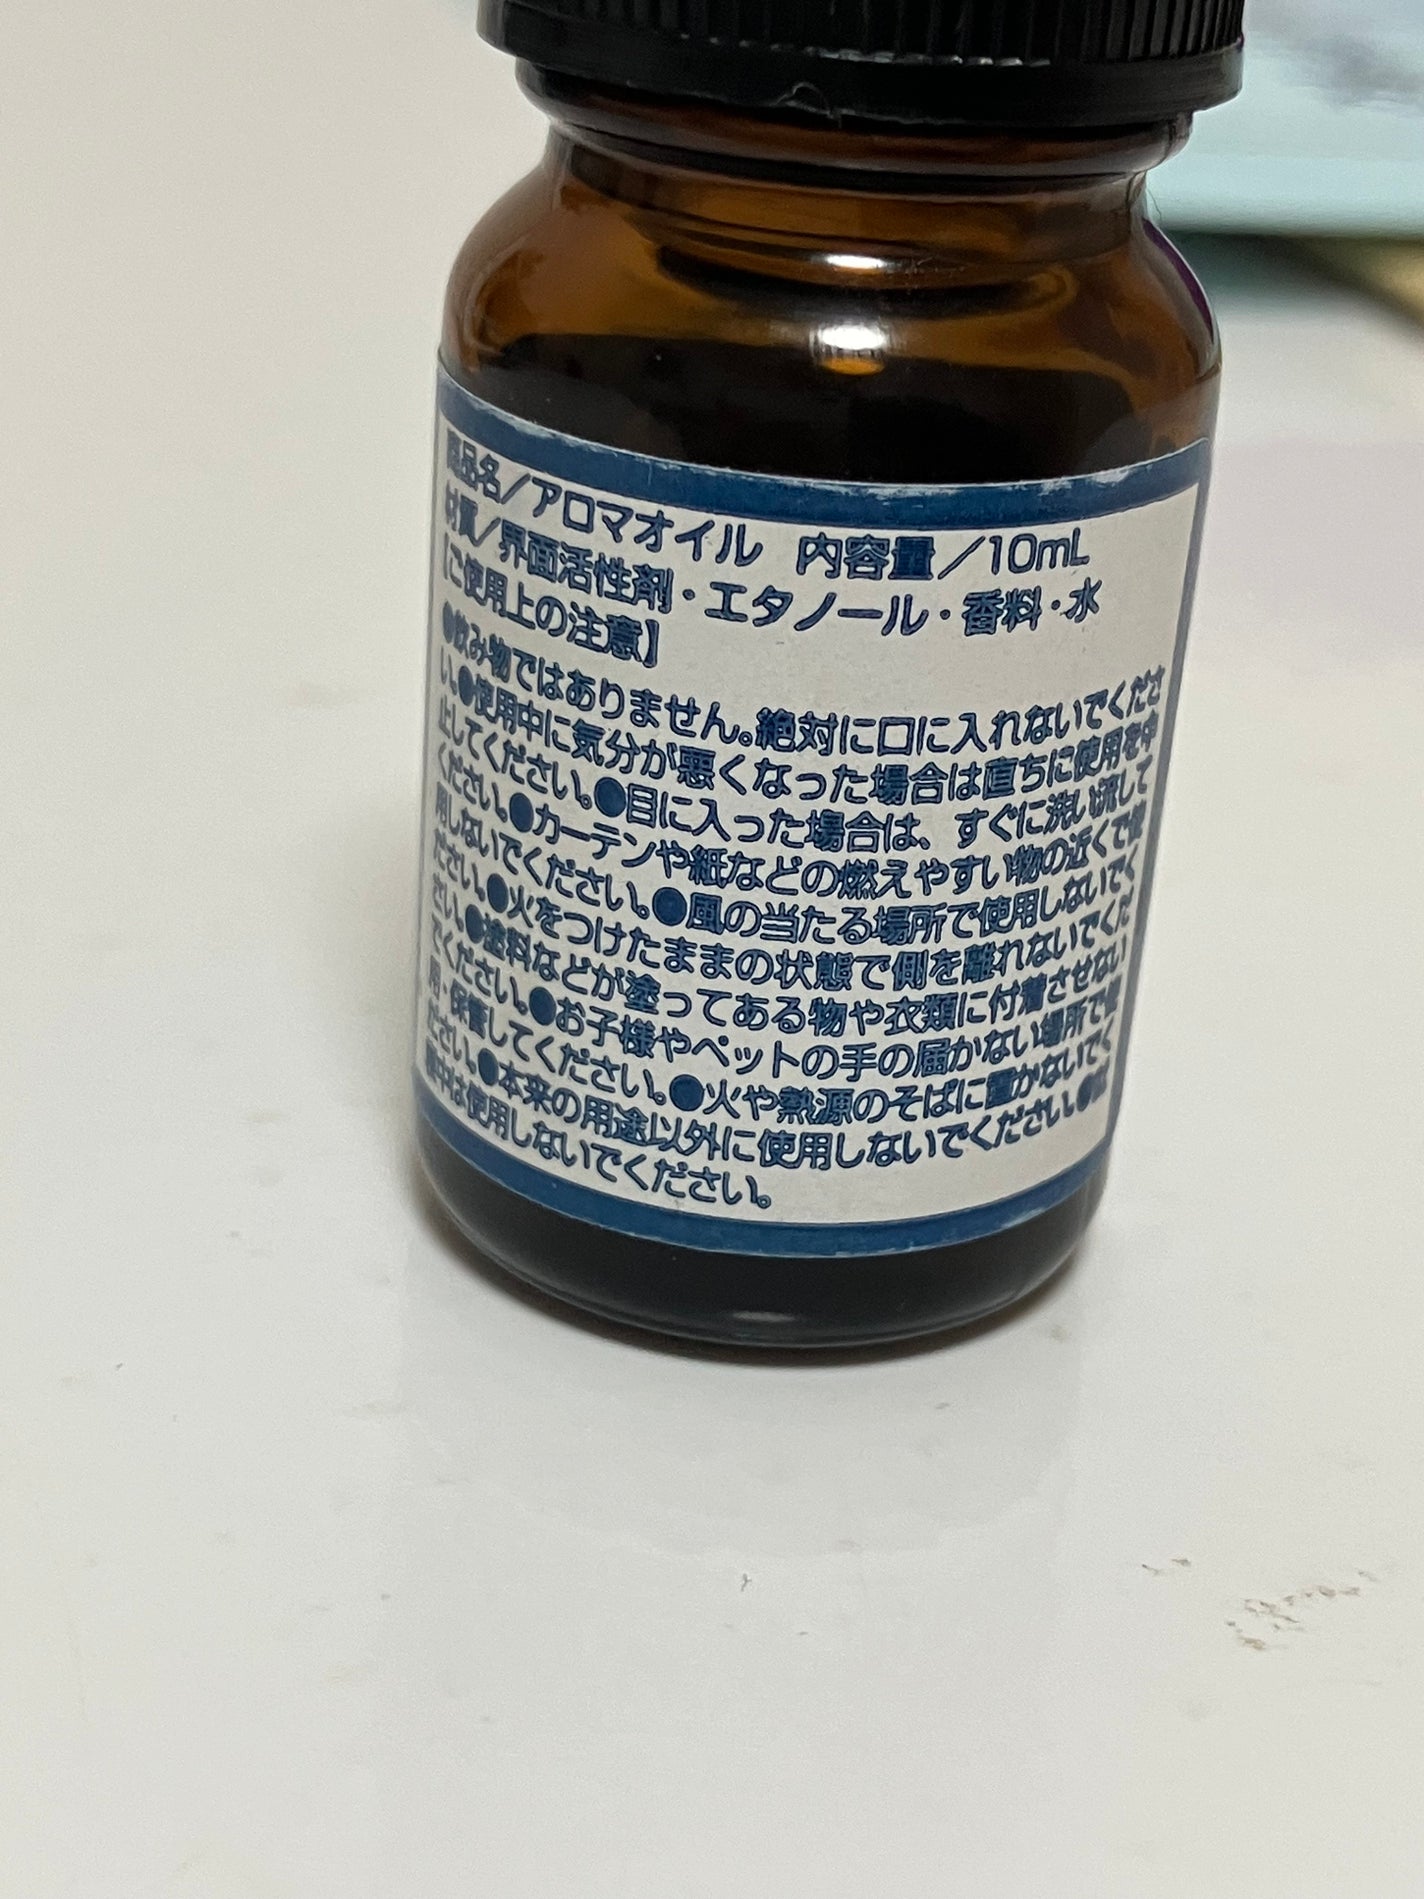 商品名／アロマオイル　内容量／10mL
材質／界面活性剤・エタノール・香料・水
【ご使用上の注意】
●飲み物ではありません。絶対に口に入れないでくださ
い。●使用中に気分が悪くなった場合は直ちに使用を中
止してください。●目に入った場合は、すぐに洗い流して
ください。●カーテンや紙などの燃えやすい物の近くで使
用しないでください。●風の当たる場所で使用しないでく
ださい。●火をつけたままの状態で側を離れないでくだ
さい。●塗料などが塗ってある物や衣類に付着させない
でください。●お子様やペットの手の届かない場所で使
用・保管してください。●火や熱源のそばに置かないでく
ださい。●本来の用途以外に使用しないでください。●就
寝中は使用しないでください。